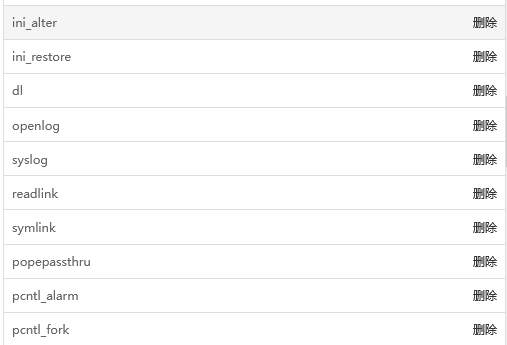 ini_alter 删除
ini_restore 删除
dl 删除
openlog 删除
syslog 删除
readlink 删除
symlink 删除
popepassthru 删除
pcntl_alarm 删除
pcntl_fork 删除